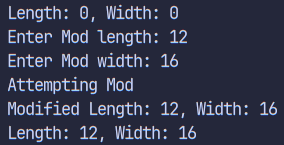 Length: 0, Width: 0
Enter Mod length: 12
Enter Mod width: 16
Attempting Mod
Modified Length: 12, Width: 16
Length: 12, Width: 16